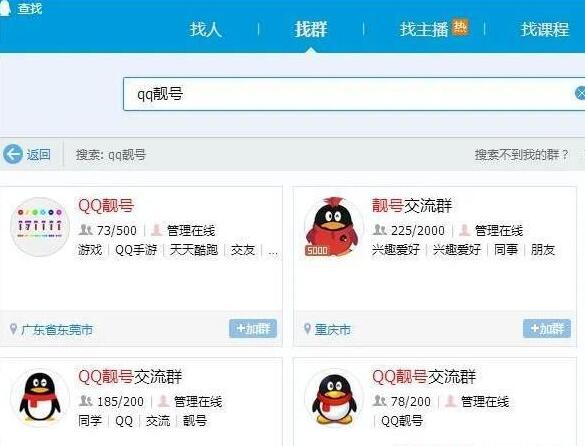 查找
找人 找群 找主播 热 找课程
qq靓号
返回 搜索: qq靓号 搜索不到我的群？
QQ靓号
73/500 管理在线
游戏 QQ手游 天天酷跑 交友 ...
广东省东莞市 +加群
靓号交流群
5000
225/2000 管理在线
兴趣爱好 兴趣爱好 同事 朋友
重庆市 +加群
QQ靓号交流群
185/200 管理在线
同学 QQ 交流 靓号
QQ靓号交流群
78/200 管理在线
QQ靓号